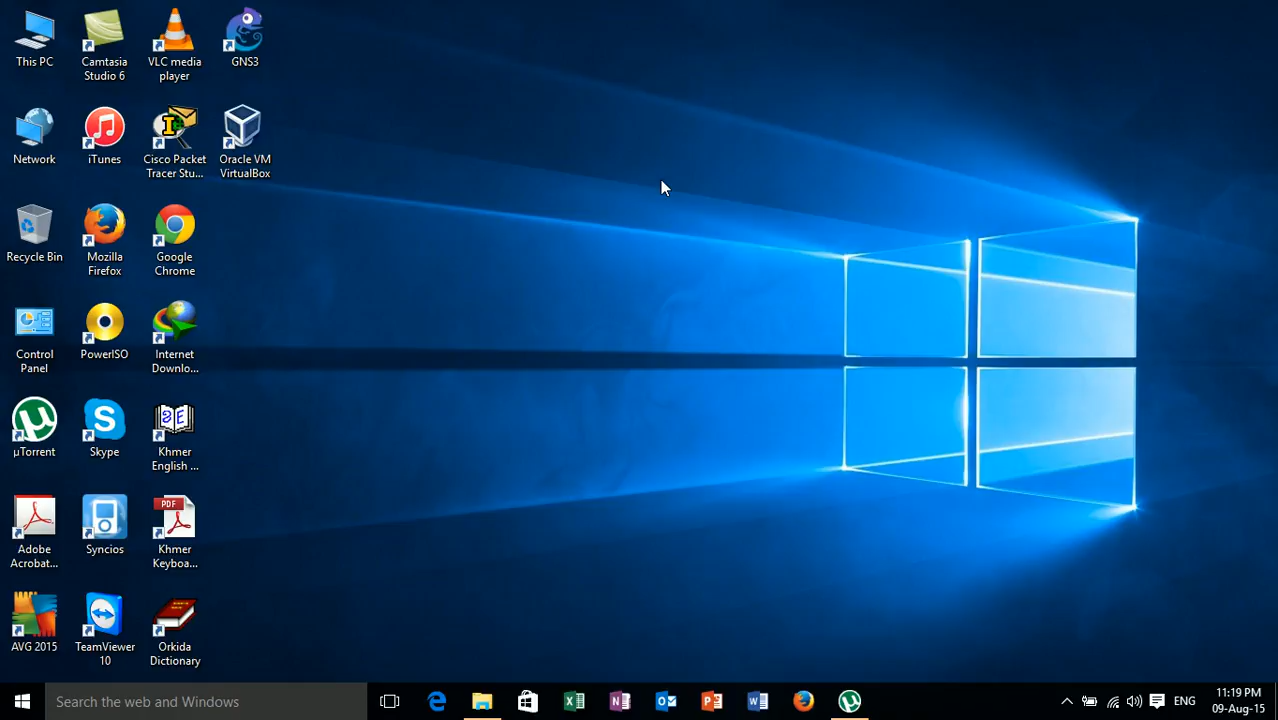 This PC
Camtasia
Studio 6
VLC media
player
GNS3
Network
iTunes
Cisco Packet
Tracer Stu...
Oracle VM
VirtualBox
Recycle Bin
Mozilla
Firefox
Google
Chrome
Control
Panel
PowerISO
Internet
Downlo...
µTorrent
Skype
Khmer
English ...
Adobe
Acrobat...
Syncios
PDF
Khmer
Keyboa...
AVG 2015
TeamViewer
10
Orkida
Dictionary
Search the web and Windows
ENG
11:19 PM
09-Aug-15